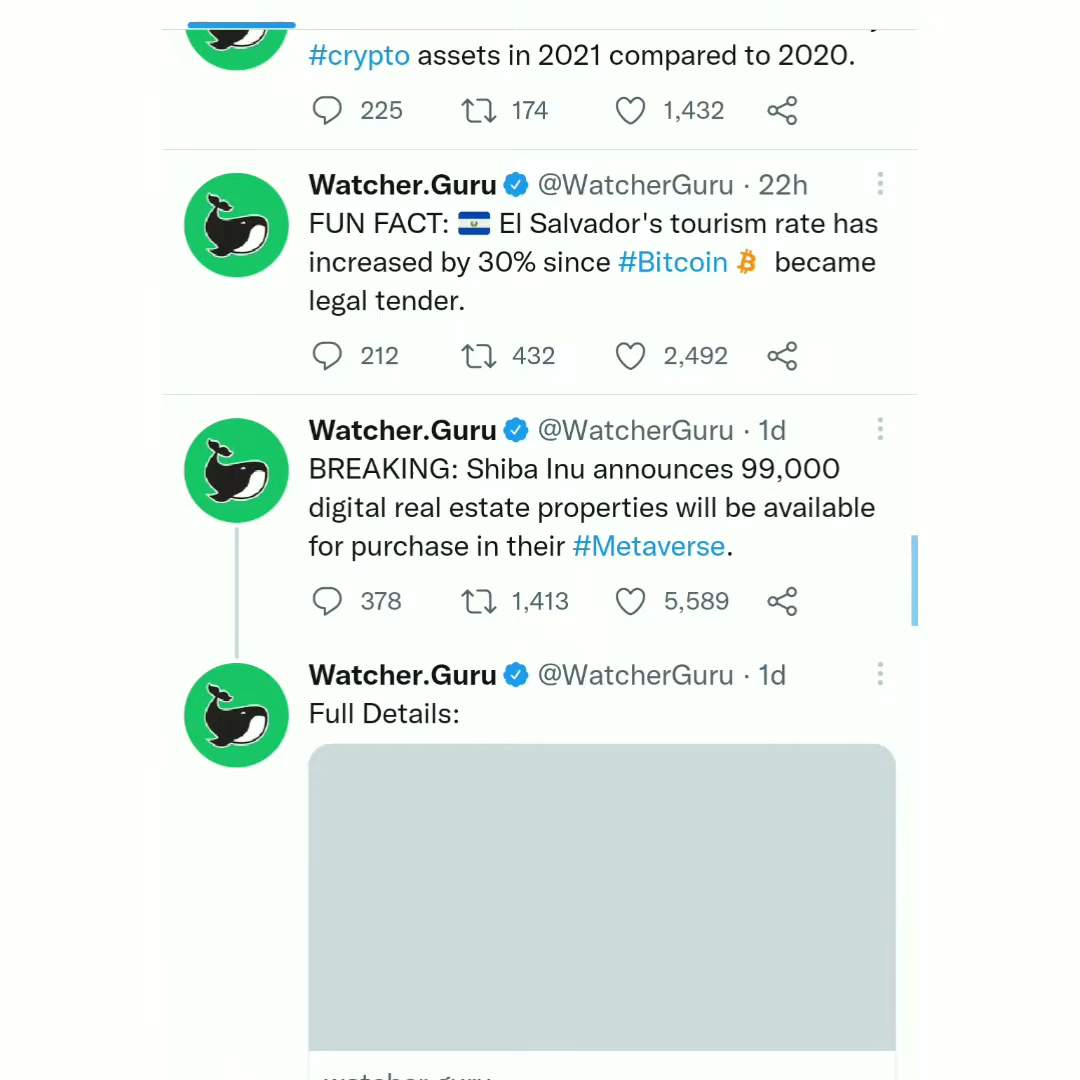 #crypto assets in 2021 compared to 2020.
225 174 1,432
Watcher.Guru @WatcherGuru · 22h
FUN FACT: 🇸🇻 El Salvador's tourism rate has
increased by 30% since #Bitcoin became
legal tender.
212 432 2,492
Watcher.Guru @WatcherGuru · 1d
BREAKING: Shiba Inu announces 99,000
digital real estate properties will be available
for purchase in their #Metaverse.
378 1,413 5,589
Watcher.Guru @WatcherGuru · 1d
Full Details:
watcher.guru